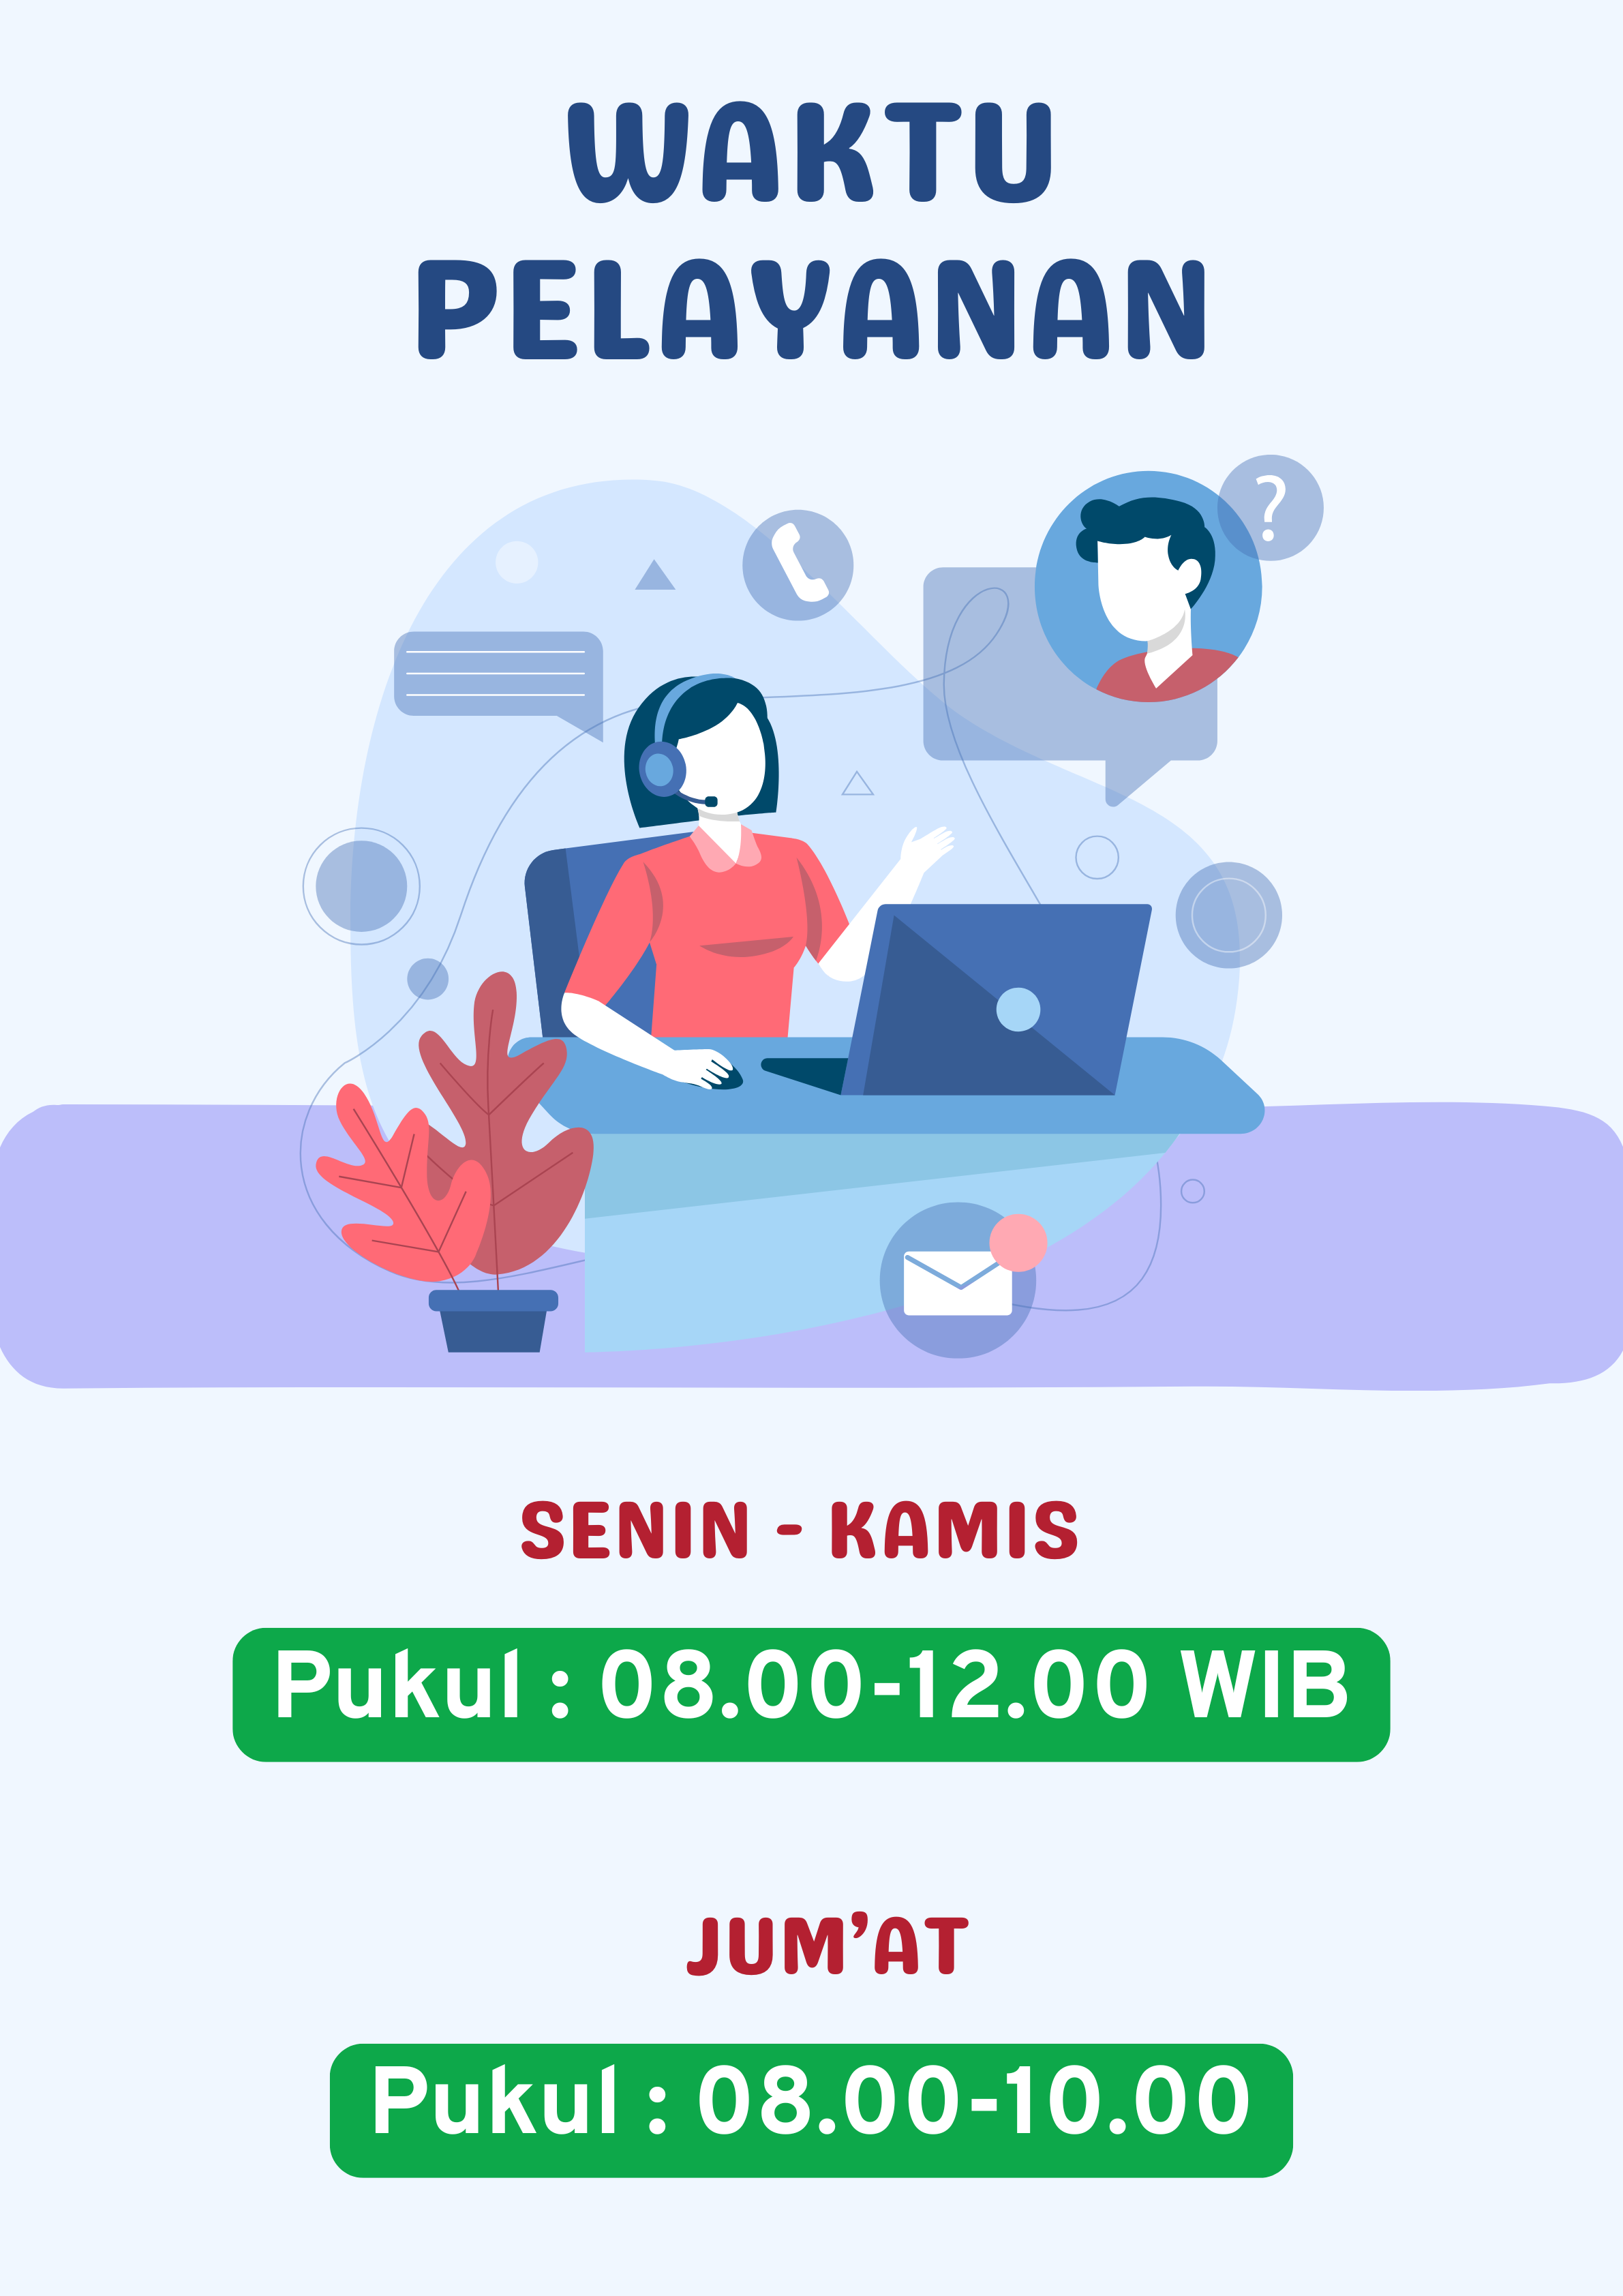 WAKTU
PELAYANAN
?
SENIN - KAMIS
Pukul : 08.00-12.00 WIB
JUM'AT
Pukul : 08.00-10.00